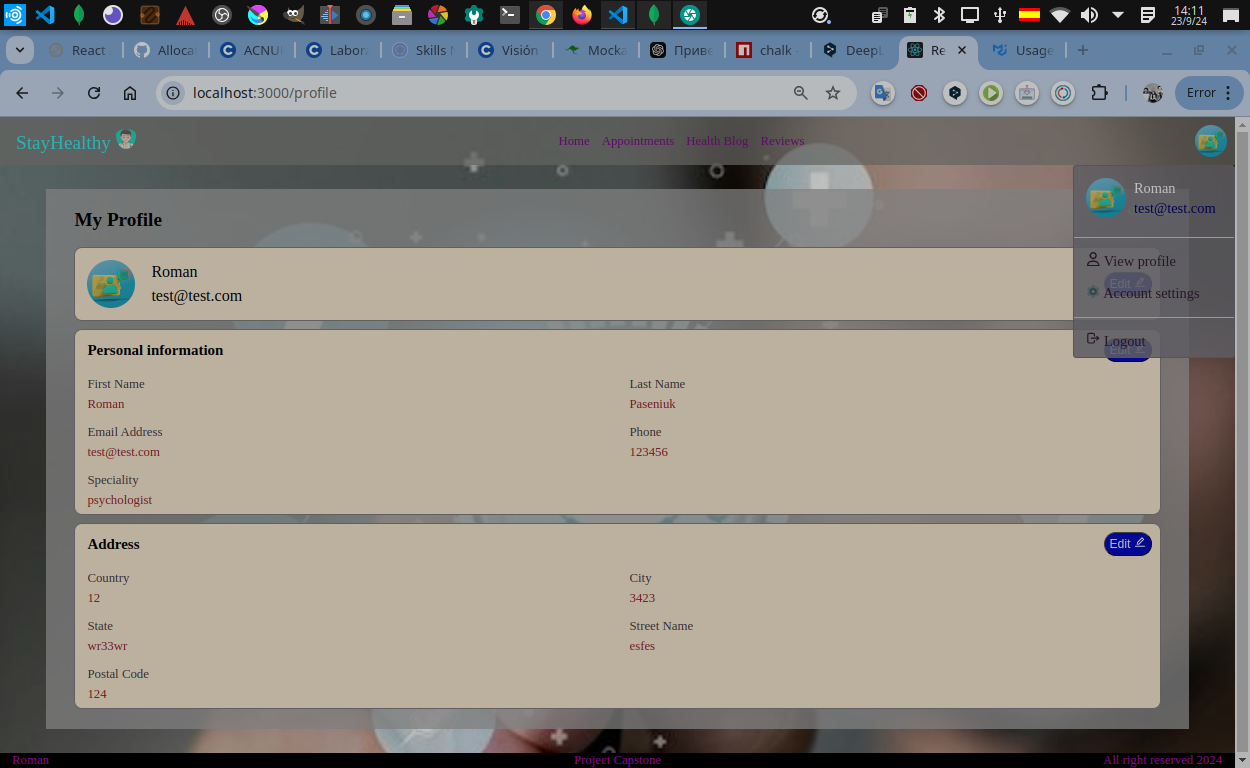 14:11
23/9/24
React
Alloca
ACNU
Labora
Skills
Visión
Mocka
Приве
chalk
Deep
Re
Usage
localhost:3000/profile
Error
StayHealthy
Home
Appointments
Health Blog
Reviews
Roman
test@test.com
View profile
Account settings
Logout
My Profile
Roman
test@test.com
Edit
Personal information
Edit
First Name
Last Name
Roman
Paseniuk
Email Address
Phone
test@test.com
123456
Speciality
psychologist
Address
Edit
Country
City
12
3423
State
Street Name
wr33wr
esfes
Postal Code
124
Roman
Project Capstone
All right reserved 2024